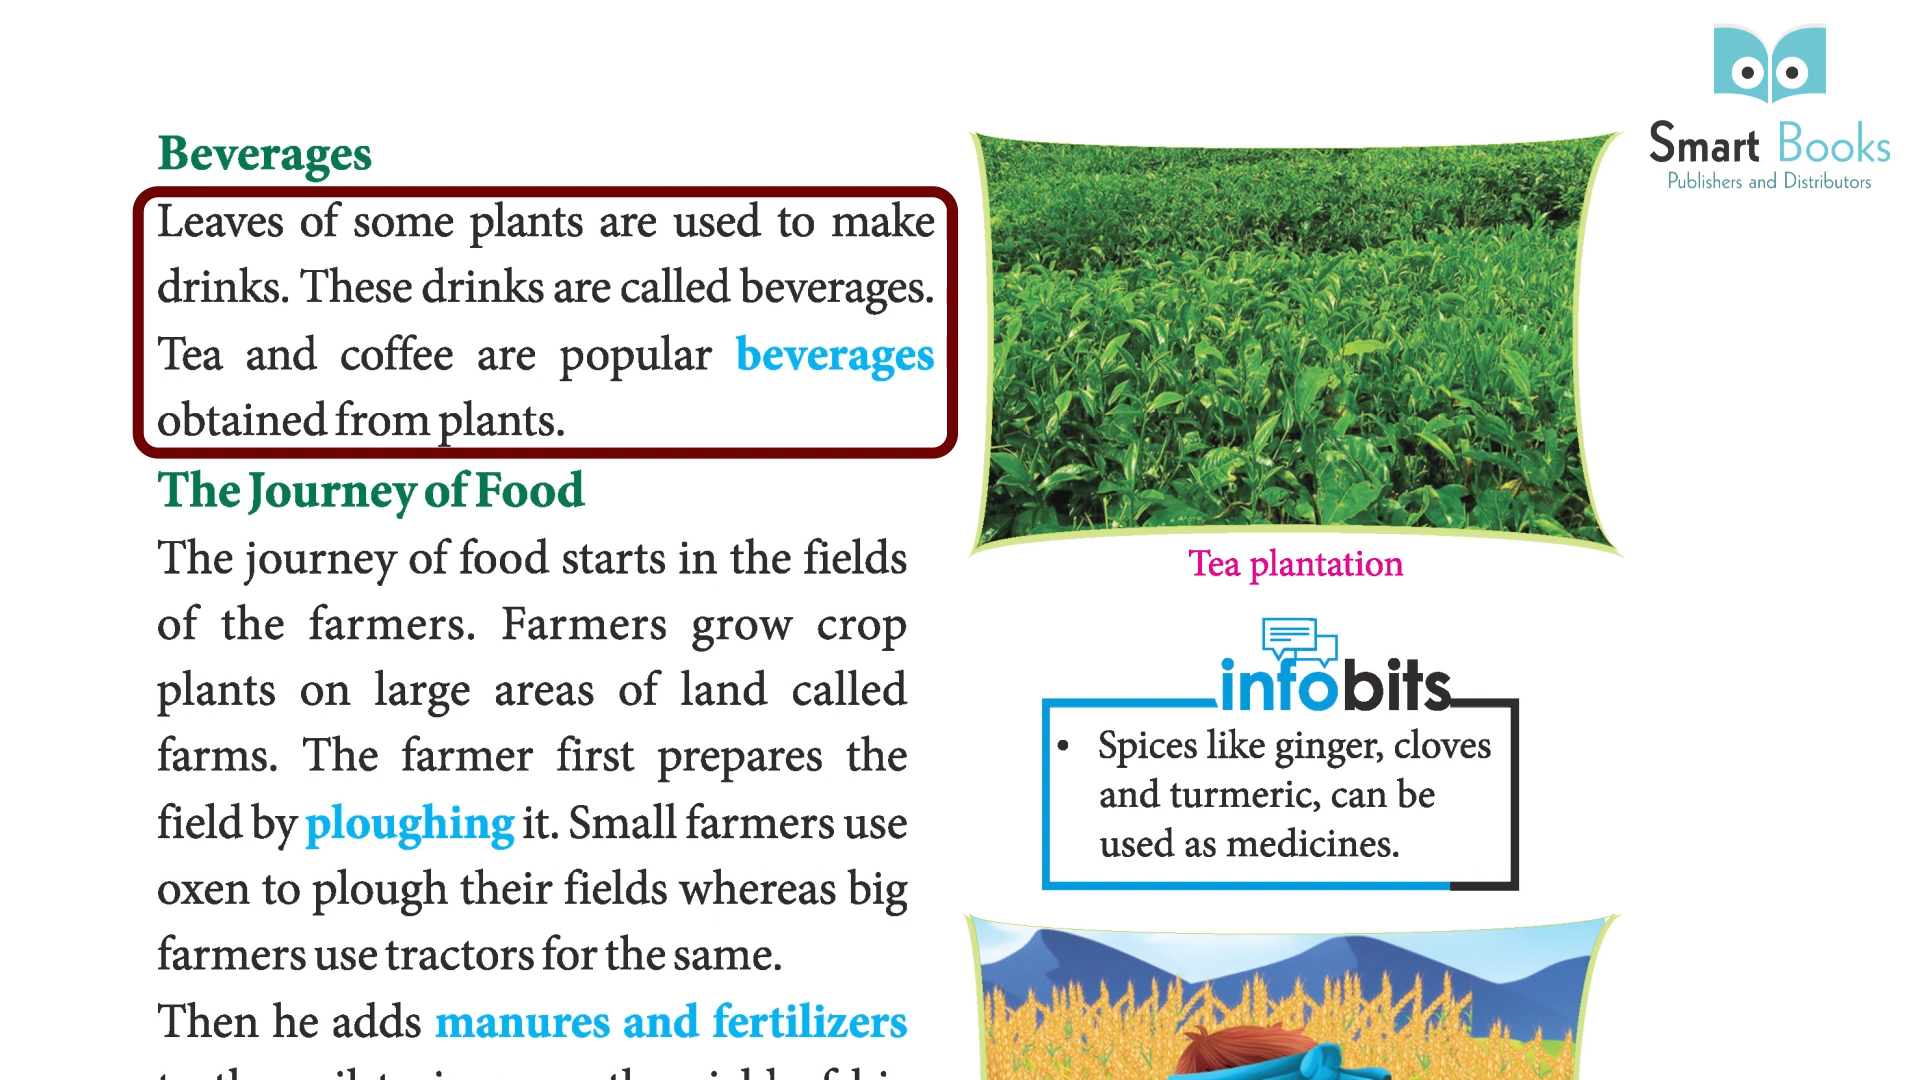 Smart Books
Publishers and Distributors
Beverages
Leaves of some plants are used to make
drinks. These drinks are called beverages.
Tea and coffee are popular beverages
obtained from plants.
The Journey of Food
The journey of food starts in the fields
of the farmers. Farmers grow crop
plants on large areas of land called
farms. The farmer first prepares the
field by ploughing it. Small farmers use
oxen to plough their fields whereas big
farmers use tractors for the same.
Then he adds manures and fertilizers
Tea plantation
infobits
• Spices like ginger, cloves
and turmeric, can be
used as medicines.